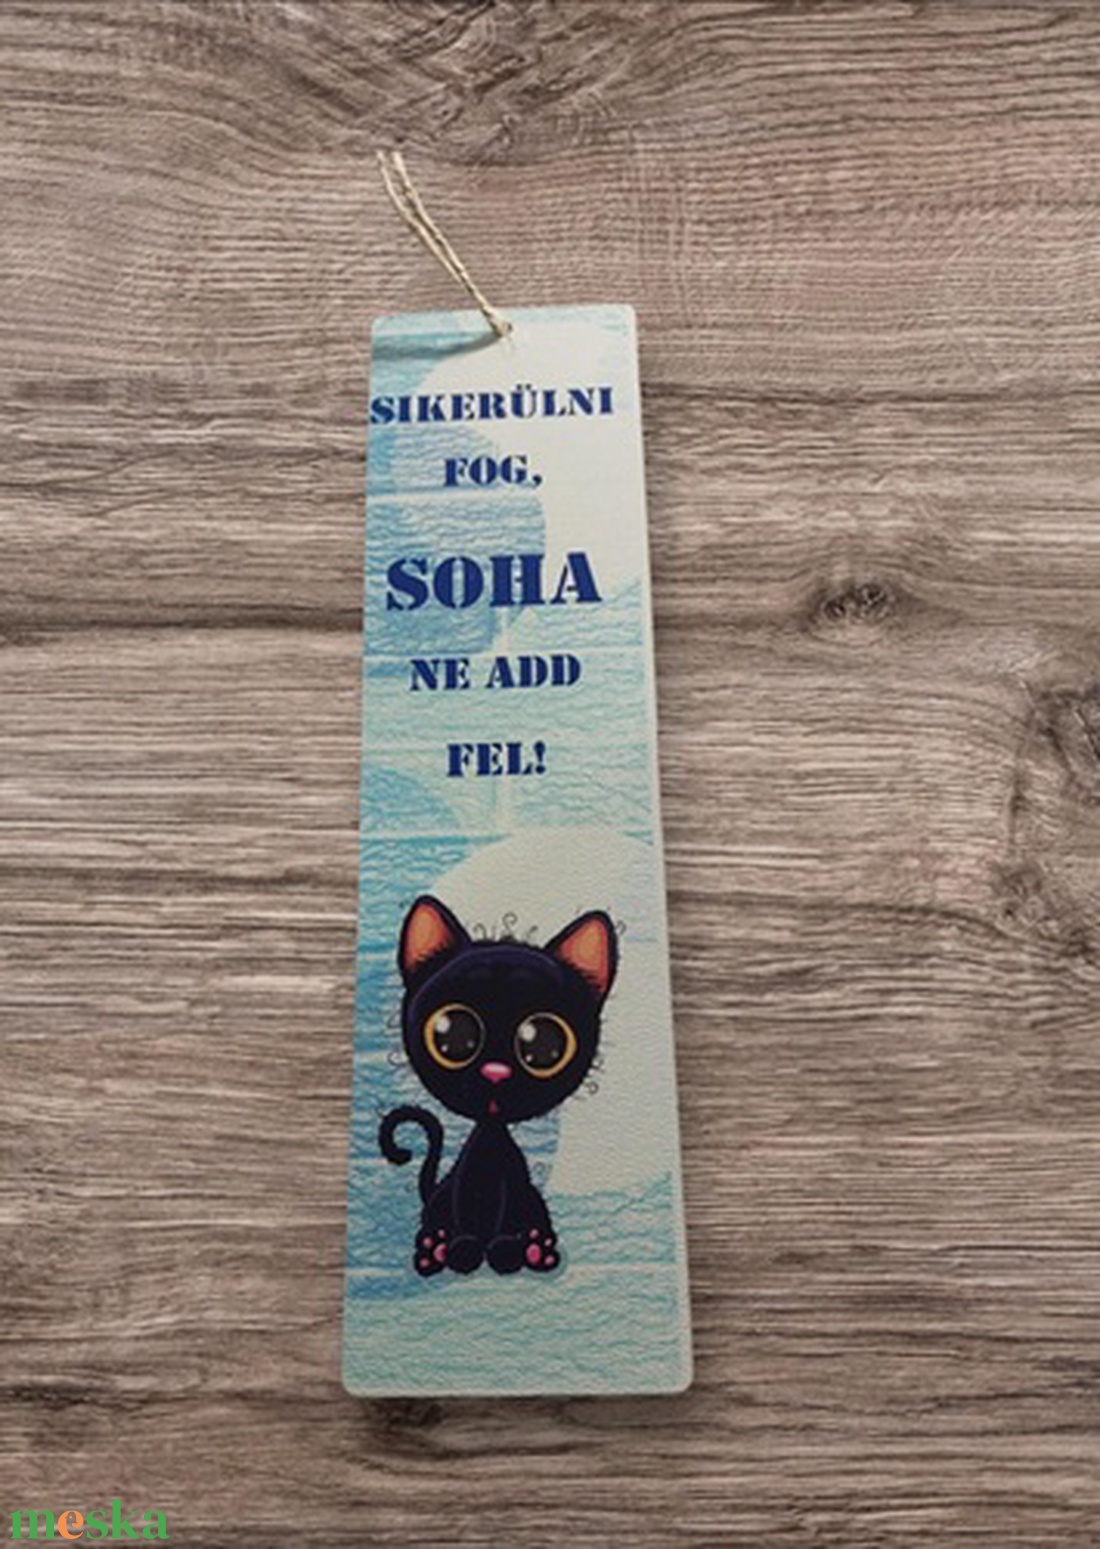 SIKERÜLNI
FOG,
SOHA
NE ADD
FEL!
meska